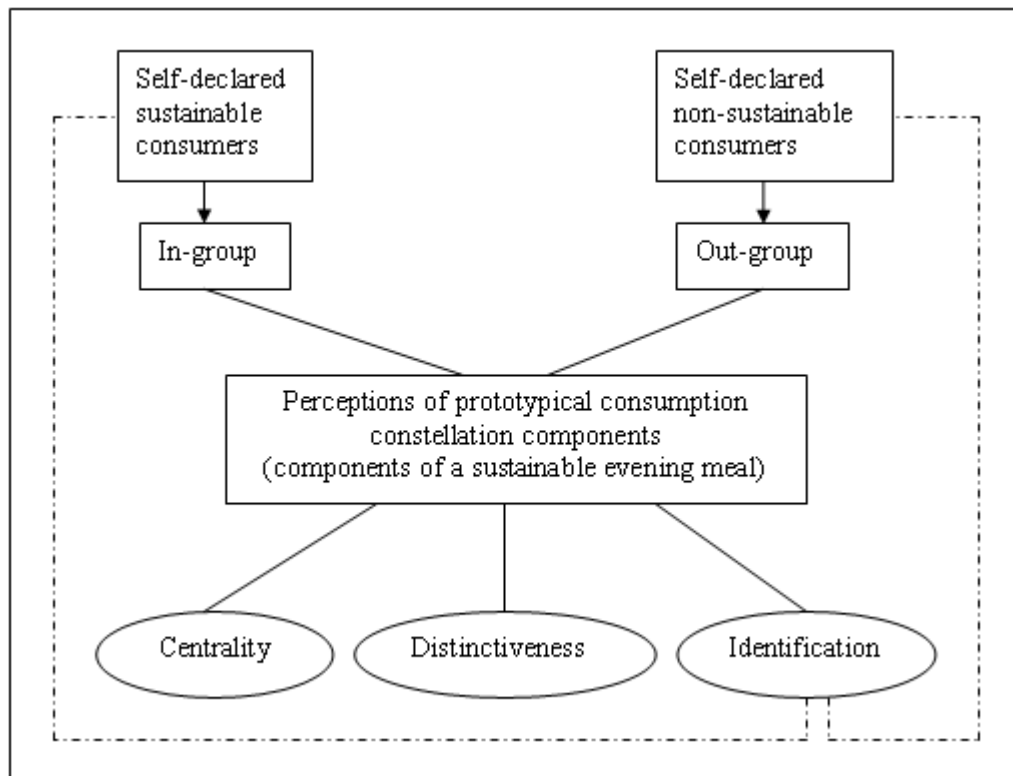 Self-declared
sustainable
consumers
Self-declared
non-sustainable
consumers
In-group
Out-group
Perceptions of prototypical consumption
constellation components
(components of a sustainable evening meal)
Centrality
Distinctiveness
Identification